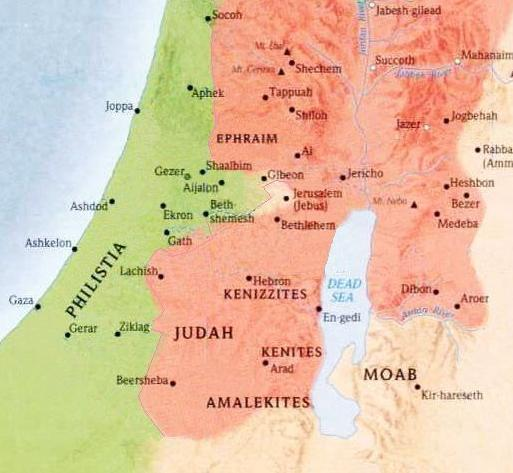 Socoh
Jabesh-gilead
Jordan River
Mt. Ebal
Mt. Gerizim
Shechem
Succoth
Mahanaim
Jabbok River
Aphek
Tappuah
Joppa
Shiloh
Jogbehah
Jazer
EPHRAIM
Ai
Rabba
(Amm
Gezer
Shaalbim
Gibeon
Jericho
Aijalon
Heshbon
Jerusalem
(Jebus)
Mt. Nebo
Bezer
Ashdod
Ekron
Beth-
shemesh
Bethlehem
Medeba
Gath
Ashkelon
PHILISTIA
Lachish
Hebron
DEAD
SEA
KENIZZITES
Dibon
Aroer
Gaza
En-gedi
Arnon River
Gerar
Ziklag
JUDAH
KENITES
Arad
MOAB
Beersheba
Kir-hareseth
AMALEKITES